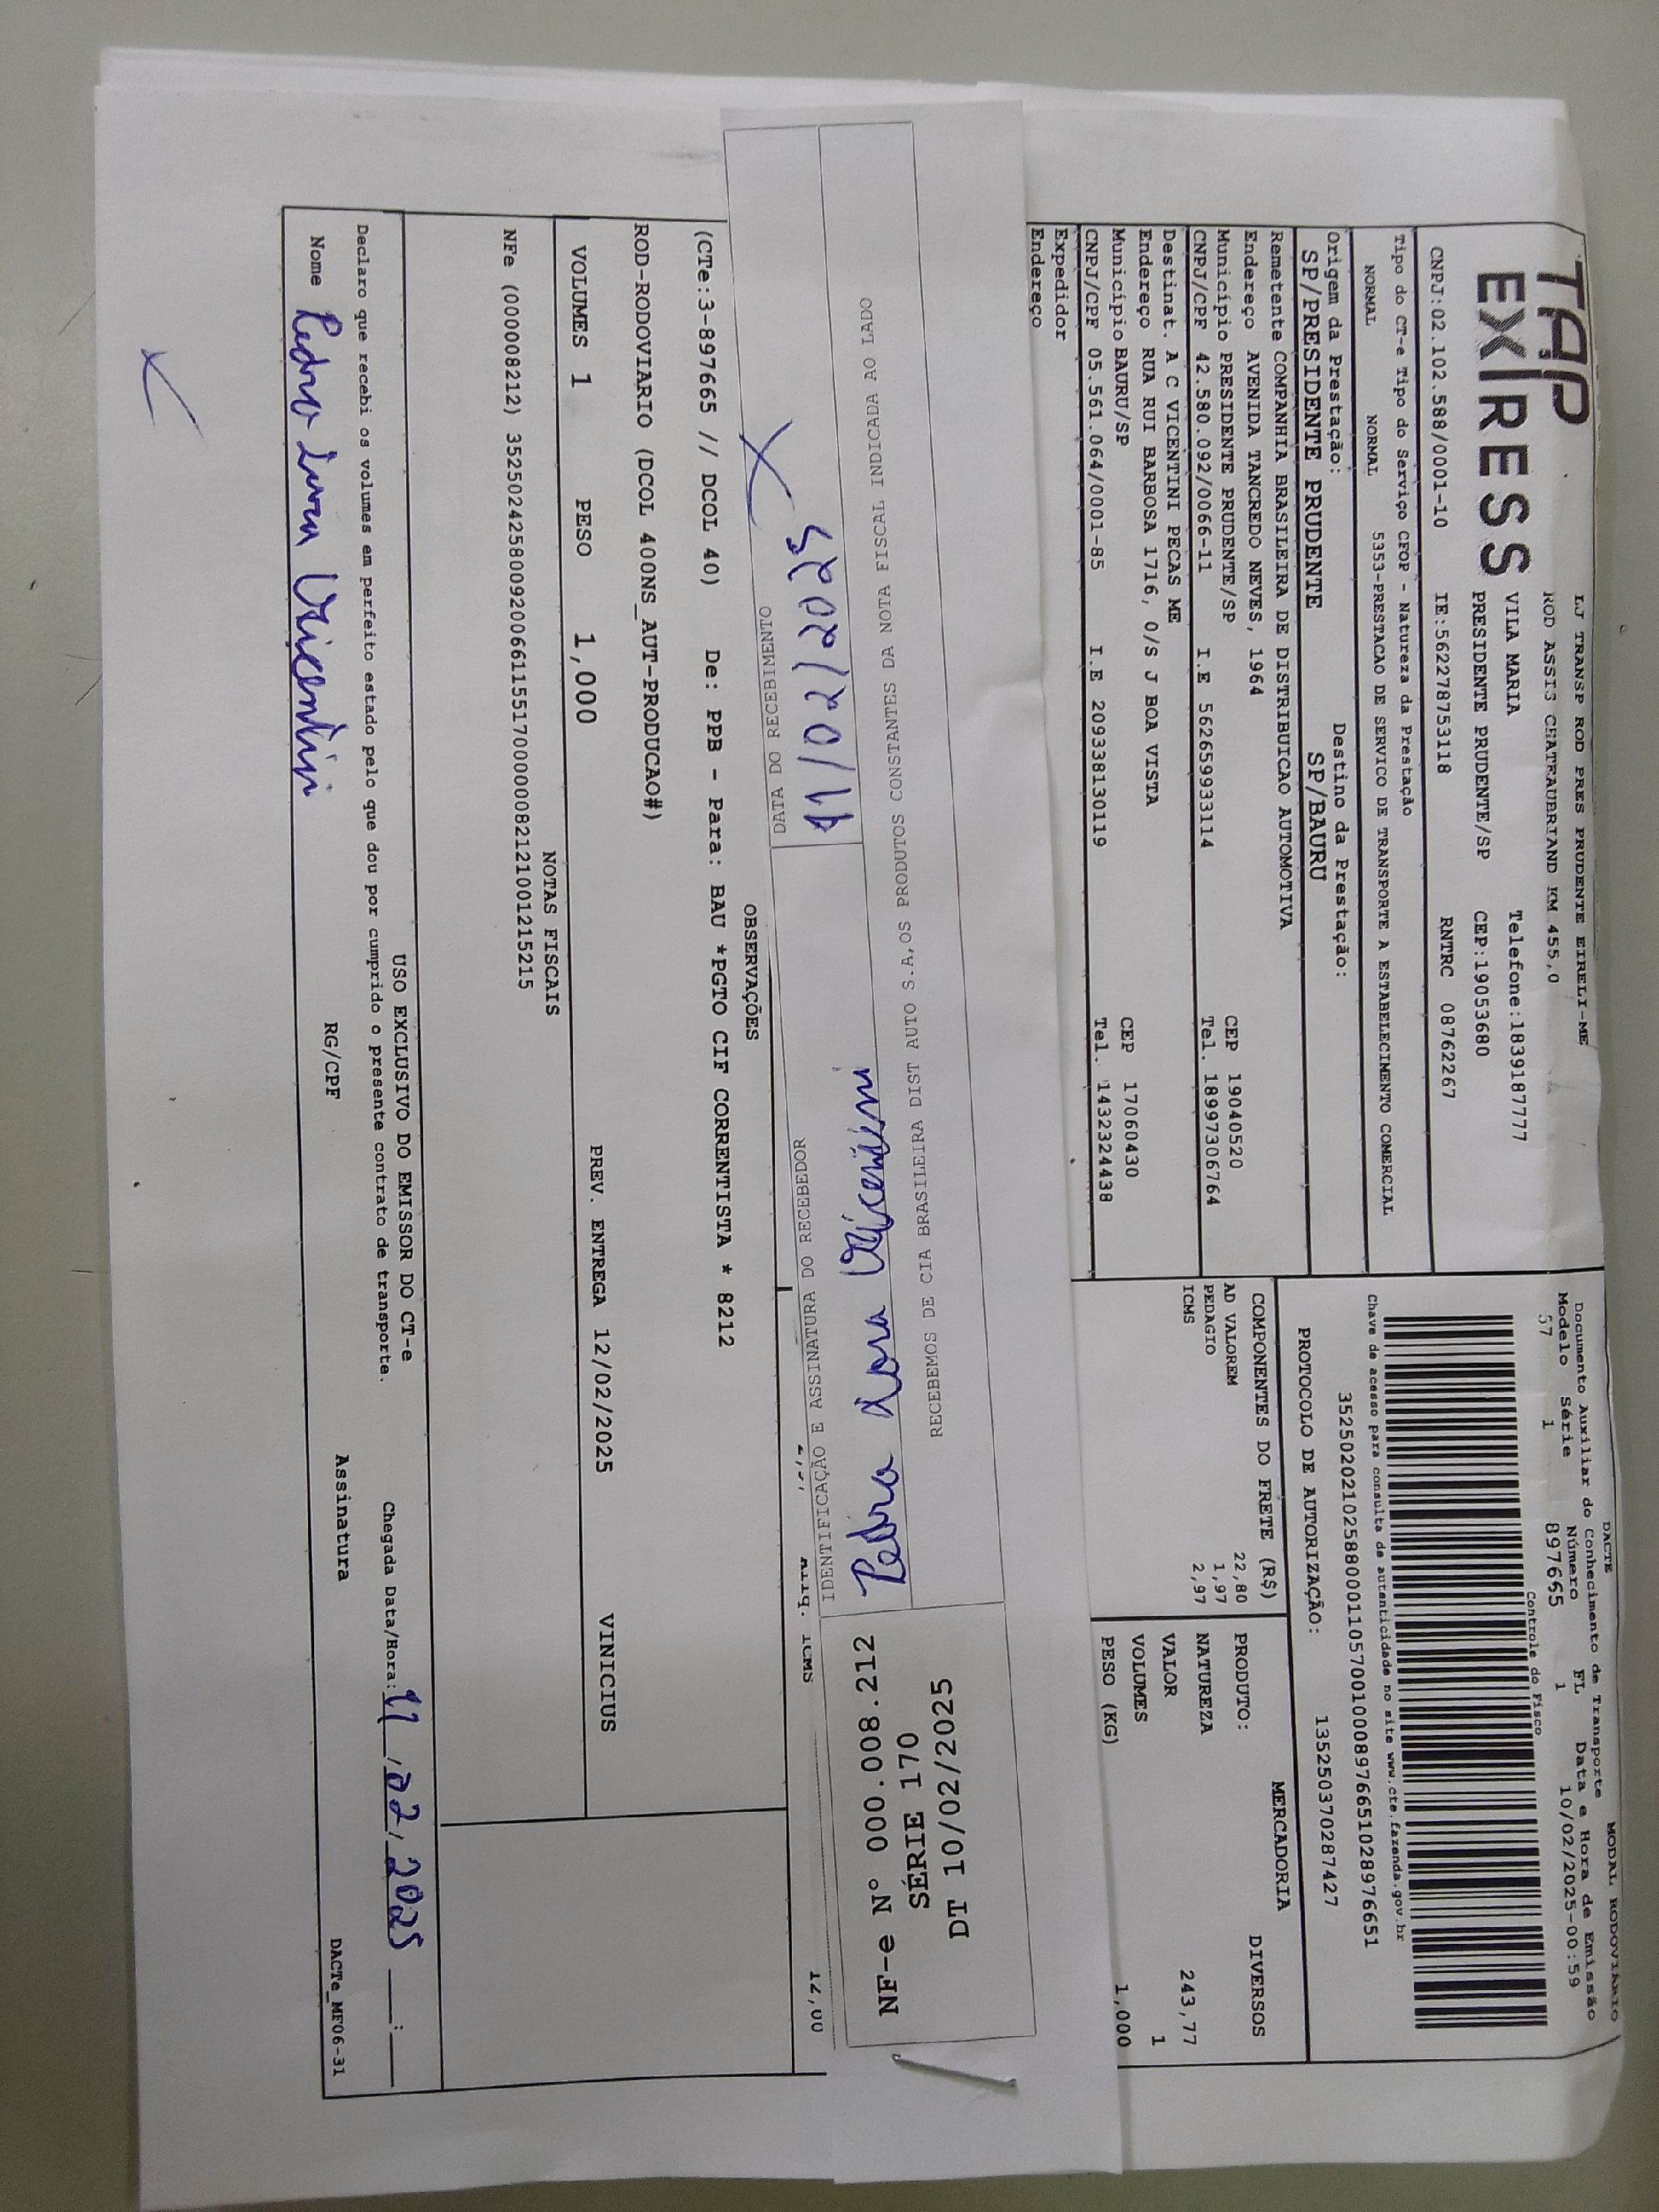 TAP
EXPRESS
LJ TRANSP ROD PRES PRUDENTE EIRELI-ME
ROD ASSIS CHATEAUBRIAND KM 455,0
VILA MARIA Telefone:1839187777
PRESIDENTE PRUDENTE/SP CEP:19053680
CNPJ:02.102.588/0001-10 IE:562278753118 RNTRC 08762267
DACTE MODAL RODOVIÁRIO
Documento Auxiliar do Conhecimento de Transporte
Modelo Série Número FL Data e Hora de Emissão
57 1 897665 1 10/02/2025-00:59
Controle do Fisco
Chave de acesso para consulta de autenticidade no site www.cte.fazenda.gov.br
35250202102588000110570010008976651028976651
PROTOCOLO DE AUTORIZAÇÃO: 135250370287427
Tipo do CT-e Tipo do Serviço CFOP - Natureza da Prestação
NORMAL NORMAL 5353-PRESTACAO DE SERVICO DE TRANSPORTE A ESTABELECIMENTO COMERCIAL
Origem da Prestação: Destino da Prestação:
SP/PRESIDENTE PRUDENTE SP/BAURU
Remetente COMPANHIA BRASILEIRA DE DISTRIBUICAO AUTOMOTIVA
Endereço AVENIDA TANCREDO NEVES, 1964
Município PRESIDENTE PRUDENTE/SP CEP 19040520
CNPJ/CPF 42.580.092/0066-11 I.E 562659933114 Tel. 18997306764
Destinat. A C VICENTINI PECAS ME
Endereço RUA RUI BARBOSA 1716, 0/S J BOA VISTA
Município BAURU/SP CEP 17060430
CNPJ/CPF 05.561.064/0001-85 I.E 209338130119 Tel. 1432324438
Expedidor
Endereço
COMPONENTES DO FRETE (R$)
AD VALOREM 22,80
PEDAGIO 1,97
ICMS 2,97
MERCADORIA
PRODUTO: DIVERSOS
NATUREZA
VALOR 243,77
VOLUMES 1
PESO (KG) 1,000
RECEBEMOS DE CIA BRASILEIRA DIST AUTO S.A,OS PRODUTOS CONSTANTES DA NOTA FISCAL INDICADA AO LADO
11/02/2025
DATA DO RECEBIMENTO
IDENTIFICAÇÃO E ASSINATURA DO RECEBEDOR
NF-e N° 000.008.212
SÉRIE 170
DT 10/02/2025
ICMS 12,00
OBSERVAÇÕES
(CTe:3-897665 // DCOL 40) De: PPB - Para: BAU *PGTO CIF CORRENTISTA * 8212
ROD-RODOVIARIO (DCOL 400NS_AUT-PRODUCAO#)
VOLUMES 1 PESO 1,000 PREV. ENTREGA 12/02/2025 VINICIUS
NOTAS FISCAIS
NFe (000008212) 35250242580092006611551700000082121001215215
USO EXCLUSIVO DO EMISSOR DO CT-e
Declaro que recebi os volumes em perfeito estado pelo que dou por cumprido o presente contrato de transporte. Chegada Data/Hora: 11/02/2025 __:__
Nome Pedro Vicentini RG/CPF Assinatura DACTe_MF06-31